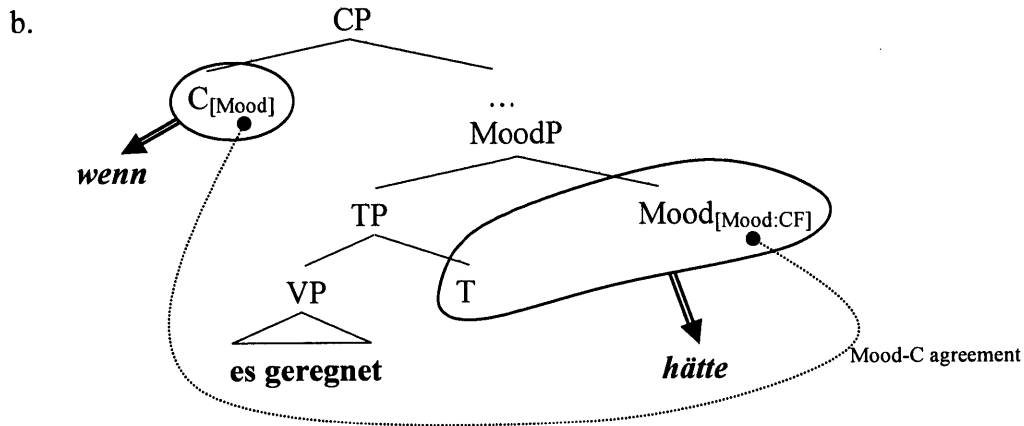 b.
CP
C[Mood]
...
wenn
MoodP
TP
Mood[Mood:CF]
VP
T
es geregnet
hätte
Mood-C agreement